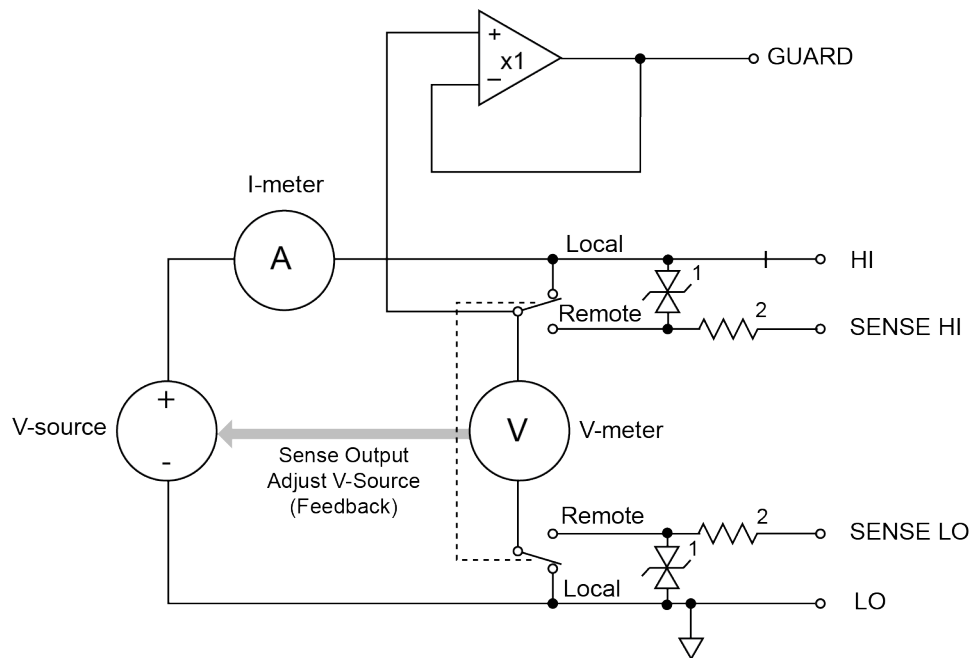 +
x1
–
GUARD
I-meter
A
Local
HI
1
Remote
2
SENSE HI
+
V-source
-
V
V-meter
Sense Output
Adjust V-Source
(Feedback)
Remote
2
SENSE LO
1
Local
LO